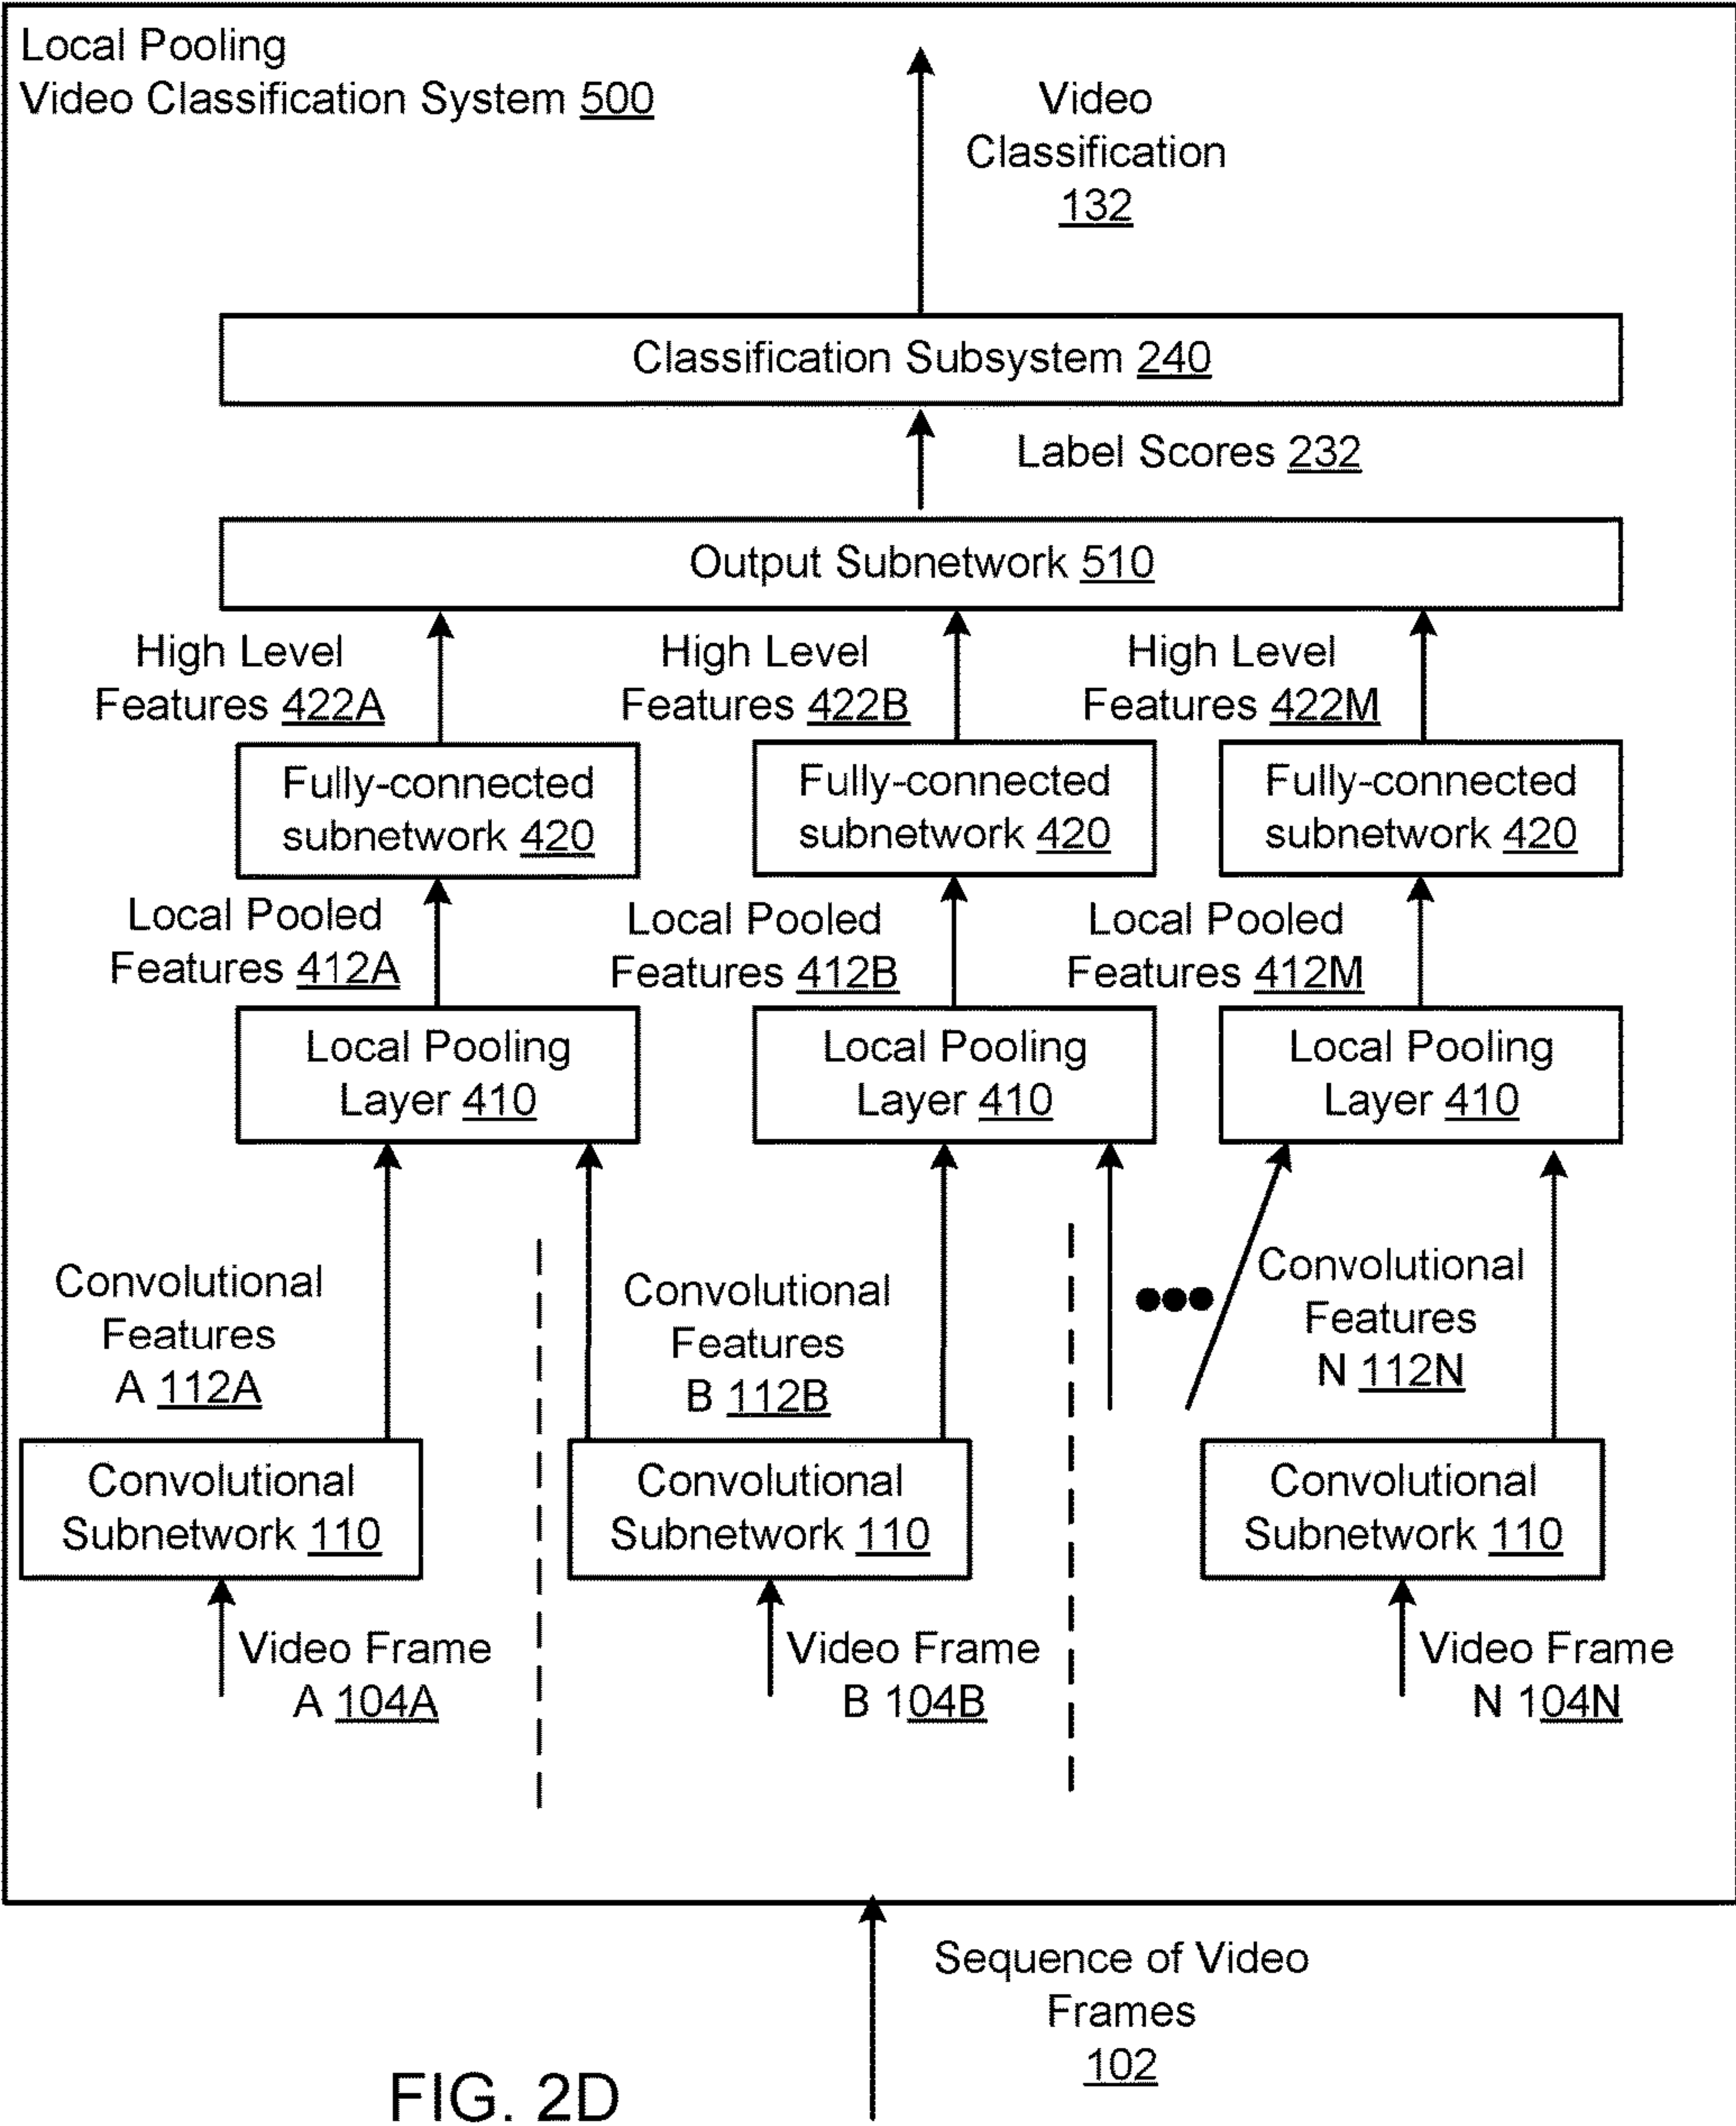 Local Pooling
Video Classification System 500
Video
Classification
132
Classification Subsystem 240
Label Scores 232
Output Subnetwork 510
High Level
Features 422A
High Level
Features 422B
High Level
Features 422M
Fully-connected
subnetwork 420
Fully-connected
subnetwork 420
Fully-connected
subnetwork 420
Local Pooled
Features 412A
Local Pooled
Features 412B
Local Pooled
Features 412M
Local Pooling
Layer 410
Local Pooling
Layer 410
Local Pooling
Layer 410
Convolutional
Features
A 112A
Convolutional
Features
B 112B
Convolutional
Features
N 112N
Convolutional
Subnetwork 110
Convolutional
Subnetwork 110
Convolutional
Subnetwork 110
Video Frame
A 104A
Video Frame
B 104B
Video Frame
N 104N
Sequence of Video
Frames
102
FIG. 2D